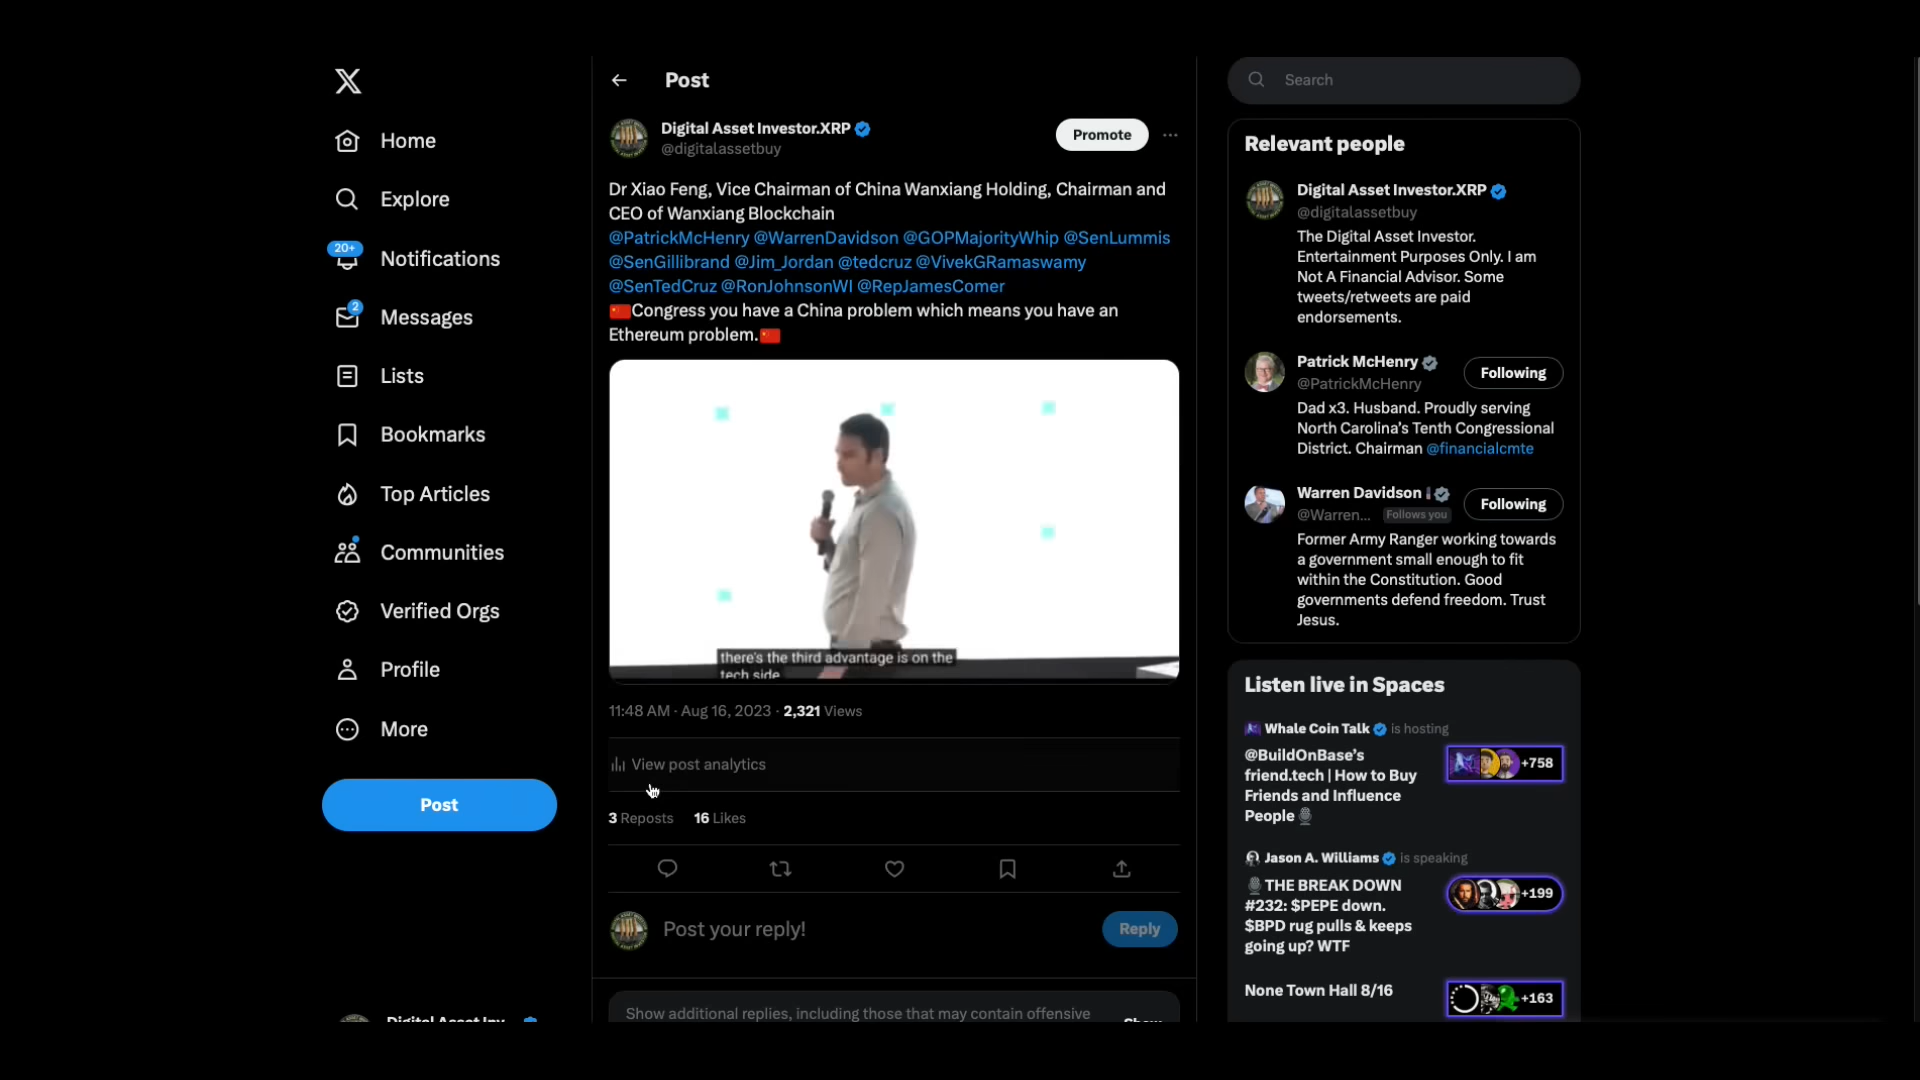 Home
Explore
20+
Notifications
2
Messages
Lists
Bookmarks
Top Articles
Communities
Verified Orgs
Profile
More
Post
Post
Digital Asset Investor.XRP
@digitalassetbuy
Promote
Dr Xiao Feng, Vice Chairman of China Wanxiang Holding, Chairman and
CEO of Wanxiang Blockchain
@PatrickMcHenry @WarrenDavidson @GOPMajorityWhip @SenLummis
@SenGillibrand @Jim_Jordan @tedcruz @VivekGRamaswamy
@SenTedCruz @RonJohnsonWI @RepJamesComer
🇨🇳Congress you have a China problem which means you have an
Ethereum problem.🇨🇳
there's the third advantage is on the
tech side
11:48 AM · Aug 16, 2023 · 2,321 Views
View post analytics
3 Reposts 16 Likes
Post your reply!
Reply
Show additional replies, including those that may contain offensive
Search
Relevant people
Digital Asset Investor.XRP
@digitalassetbuy
The Digital Asset Investor.
Entertainment Purposes Only. I am
Not A Financial Advisor. Some
tweets/retweets are paid
endorsements.
Patrick McHenry
@PatrickMcHenry
Following
Dad x3. Husband. Proudly serving
North Carolina's Tenth Congressional
District. Chairman @financialcmte
Warren Davidson
@Warren... Follows you
Following
Former Army Ranger working towards
a government small enough to fit
within the Constitution. Good
governments defend freedom. Trust
Jesus.
Listen live in Spaces
Whale Coin Talk is hosting
@BuildOnBase's
friend.tech | How to Buy
Friends and Influence
People🎙
+758
Jason A. Williams is speaking
🎙THE BREAK DOWN
#232: $PEPE down.
$BPD rug pulls & keeps
going up? WTF
+199
None Town Hall 8/16
+163